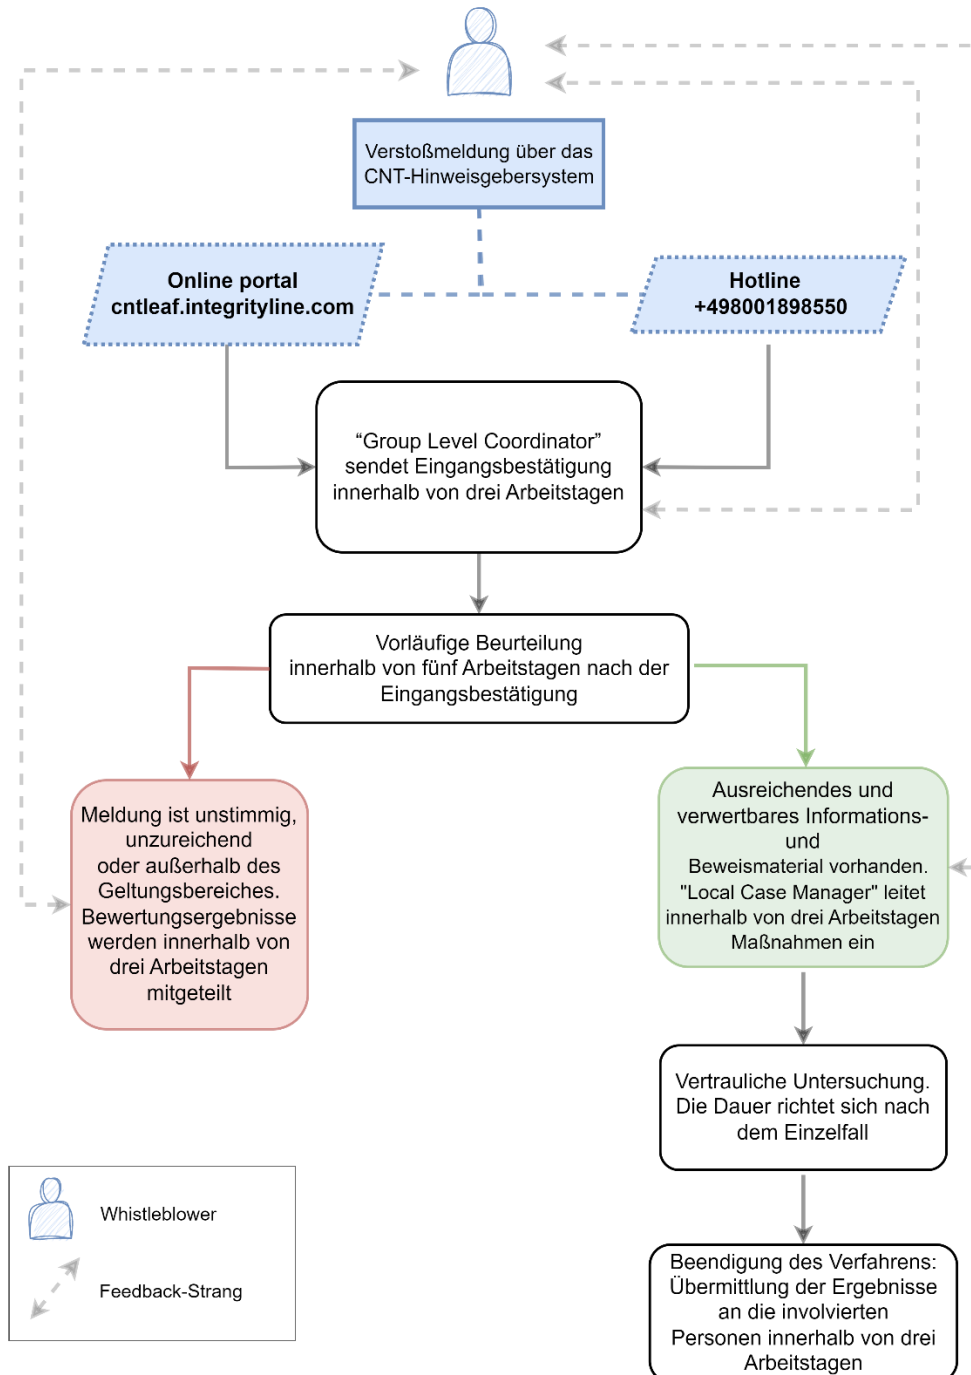 Verstoßmeldung über das
CNT-Hinweisgebersystem
Online portal
cntleaf.integrityline.com
Hotline
+498001898550
“Group Level Coordinator”
sendet Eingangsbestätigung
innerhalb von drei Arbeitstagen
Vorläufige Beurteilung
innerhalb von fünf Arbeitstagen nach der
Eingangsbestätigung
Meldung ist unstimmig,
unzureichend
oder außerhalb des
Geltungsbereiches.
Bewertungsergebnisse
werden innerhalb von
drei Arbeitstagen
mitgeteilt
Ausreichendes und
verwertbares Informations-
und
Beweismaterial vorhanden.
"Local Case Manager" leitet
innerhalb von drei Arbeitstagen
Maßnahmen ein
Vertrauliche Untersuchung.
Die Dauer richtet sich nach
dem Einzelfall
Beendigung des Verfahrens:
Übermittlung der Ergebnisse
an die involvierten
Personen innerhalb von drei
Arbeitstagen
Whistleblower
Feedback-Strang